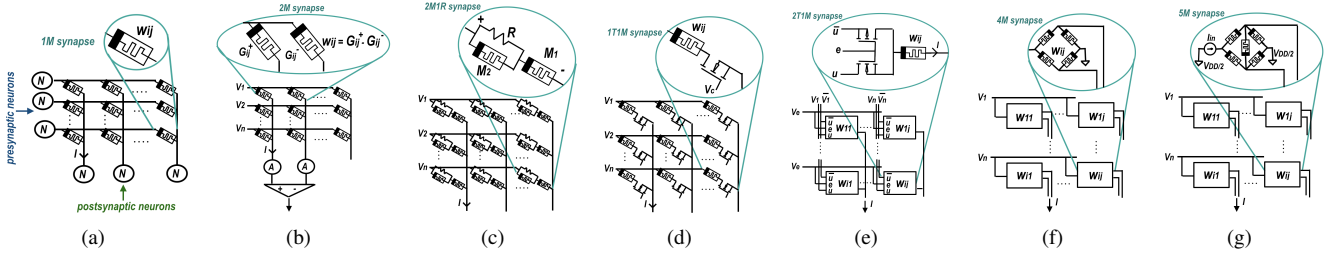 1M synapse
Wij
N
N
N
presynaptic neurons
I
N
N
N
postsynaptic neurons
(a)
2M synapse
Gij+
Gij-
Wij = Gij+- Gij-
V1
V2
Vn
I
A
A
+ -
(b)
2M1R synapse
+
R
M2
M1
-
V1
V2
Vn
I
(c)
1T1M synapse
Wij
Vc
V1
V2
Vn
I
(d)
2T1M synapse
u̅
e
u
Wij
I
V1 V̅1
Vn V̅n
Ve
u̅
e
u
W11
u̅
e
u
W1j
Ve
u̅
e
u
Wi1
u̅
e
u
Wij
I
(e)
4M synapse
Wij
V1
W11
W1j
Vn
Wi1
Wij
I
(f)
5M synapse
Iin
VDD/2
VDD/2
V1
W11
W1j
Vn
Wi1
Wij
I
(g)